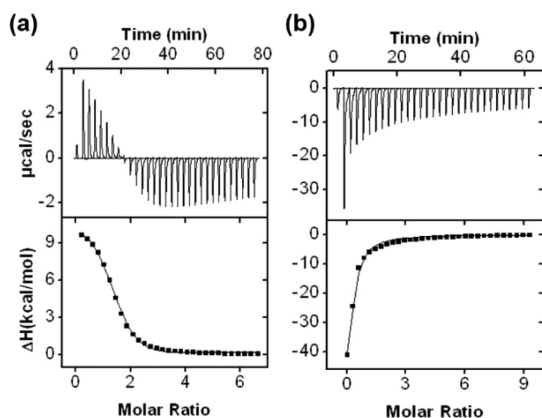 (a)
Time (min)
0 20 40 60 80
µcal/sec
4
2
0
-2
ΔH(kcal/mol)
9
6
3
0
0 2 4 6
Molar Ratio
(b)
Time (min)
0 20 40 60
0
-10
-20
-30
0
-10
-20
-30
-40
0 3 6 9
Molar Ratio